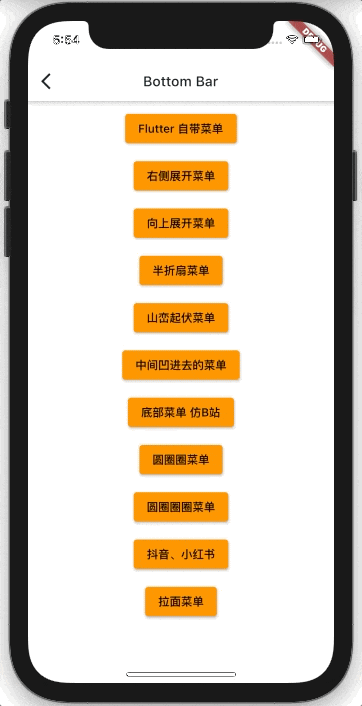 5:54
DEBUG
Bottom Bar
Flutter 自带菜单
右侧展开菜单
向上展开菜单
半折扇菜单
山峦起伏菜单
中间凹进去的菜单
底部菜单 仿B站
圆圈圈菜单
圆圈圈圈菜单
抖音、小红书
拉面菜单